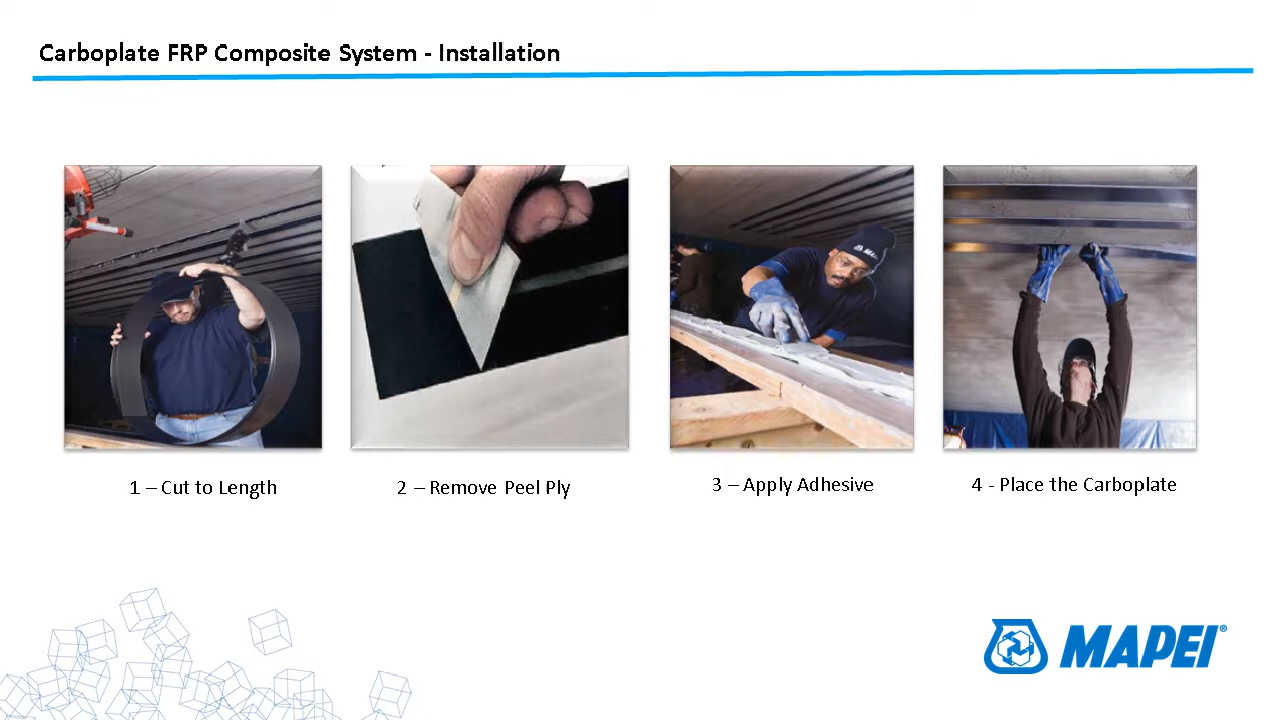 Carboplate FRP Composite System - Installation
MAPEI
1 – Cut to Length
2 – Remove Peel Ply
3 – Apply Adhesive
4 - Place the Carboplate
MAPEI®